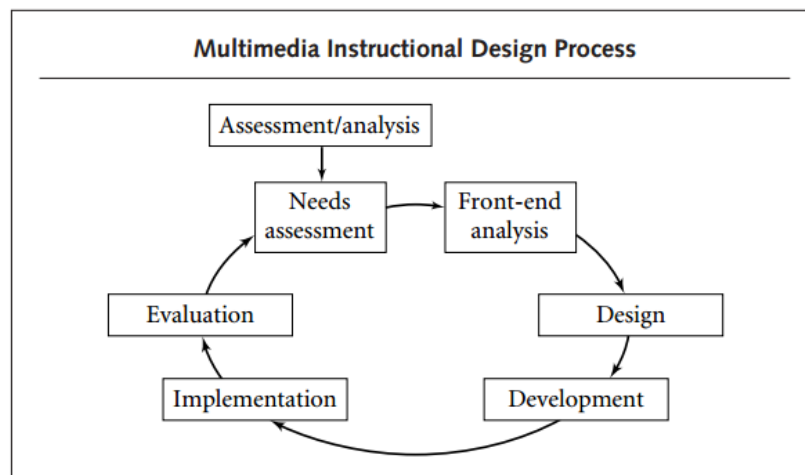 Multimedia Instructional Design Process
Assessment/analysis
Needs
assessment
Front-end
analysis
Evaluation
Design
Implementation
Development